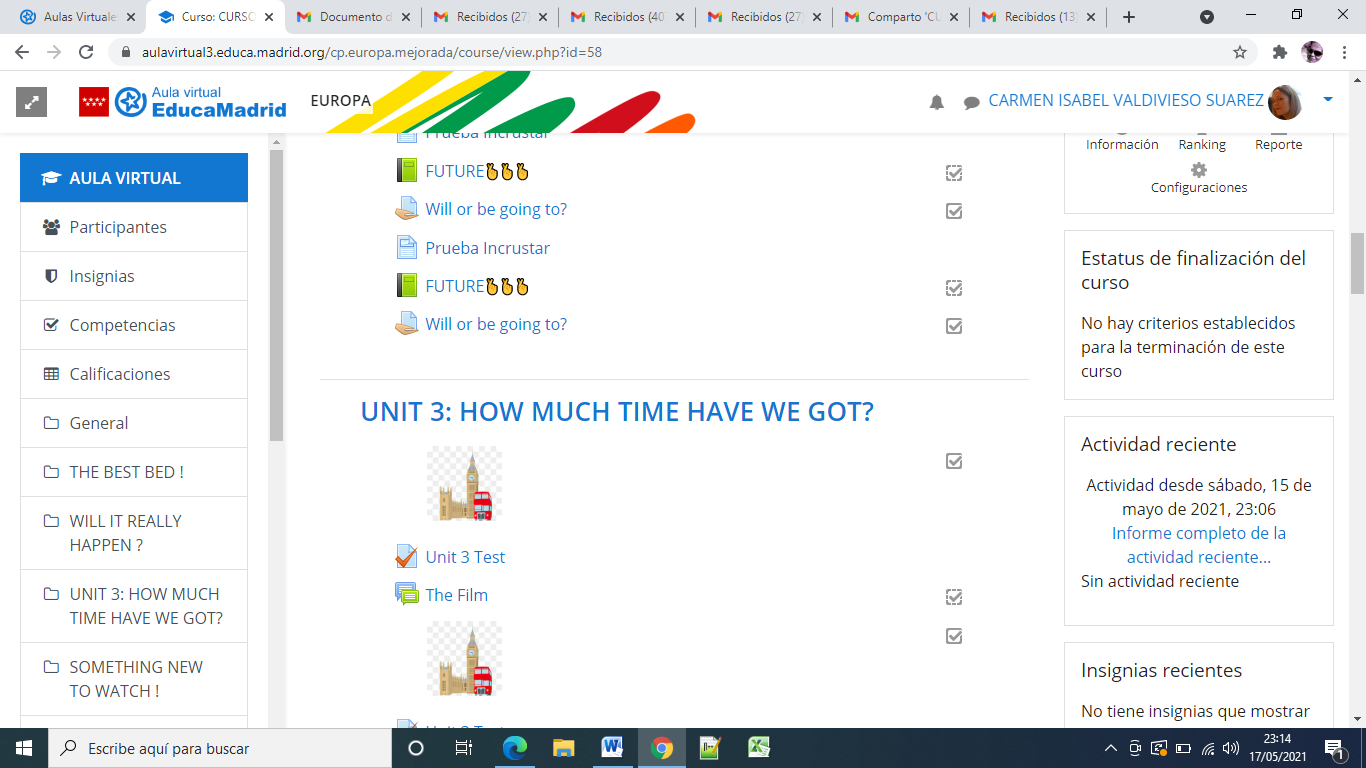 Aulas Virtuale
Curso: CURSO
Documento d
Recibidos (27)
Recibidos (40
Recibidos (27)
Comparto 'CU
Recibidos (13)
aulavirtual3.educa.madrid.org/cp.europa.mejorada/course/view.php?id=58
Aula virtual
EducaMadrid
EUROPA
CARMEN ISABEL VALDIVIESO SUAREZ
AULA VIRTUAL
Participantes
Insignias
Competencias
Calificaciones
General
THE BEST BED !
WILL IT REALLY
HAPPEN ?
UNIT 3: HOW MUCH
TIME HAVE WE GOT?
SOMETHING NEW
TO WATCH !
Prueba Incrustar
FUTURE
Will or be going to?
Prueba Incrustar
FUTURE
Will or be going to?
UNIT 3: HOW MUCH TIME HAVE WE GOT?
Unit 3 Test
The Film
Unit 3 Test
Información
Ranking
Reporte
Configuraciones
Estatus de finalización del
curso
No hay criterios establecidos
para la terminación de este
curso
Actividad reciente
Actividad desde sábado, 15 de
mayo de 2021, 23:06
Informe completo de la
actividad reciente...
Sin actividad reciente
Insignias recientes
No tiene insignias que mostrar
Escribe aquí para buscar
23:14
17/05/2021
1